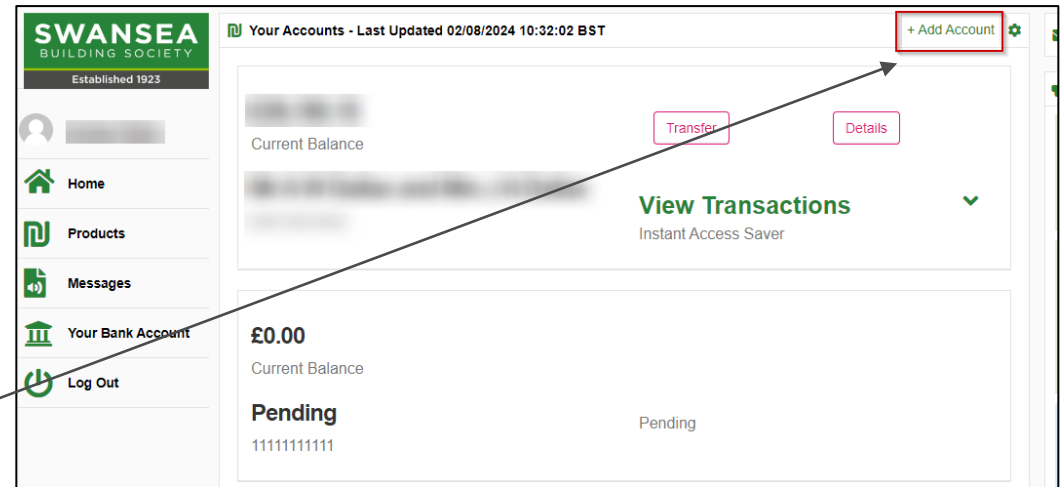 SWANSEA
BUILDING SOCIETY
Established 1923
Home
Products
Messages
Your Bank Account
Log Out
Your Accounts - Last Updated 02/08/2024 10:32:02 BST
+ Add Account
Current Balance
Transfer
Details
View Transactions
Instant Access Saver
£0.00
Current Balance
Pending
11111111111
Pending